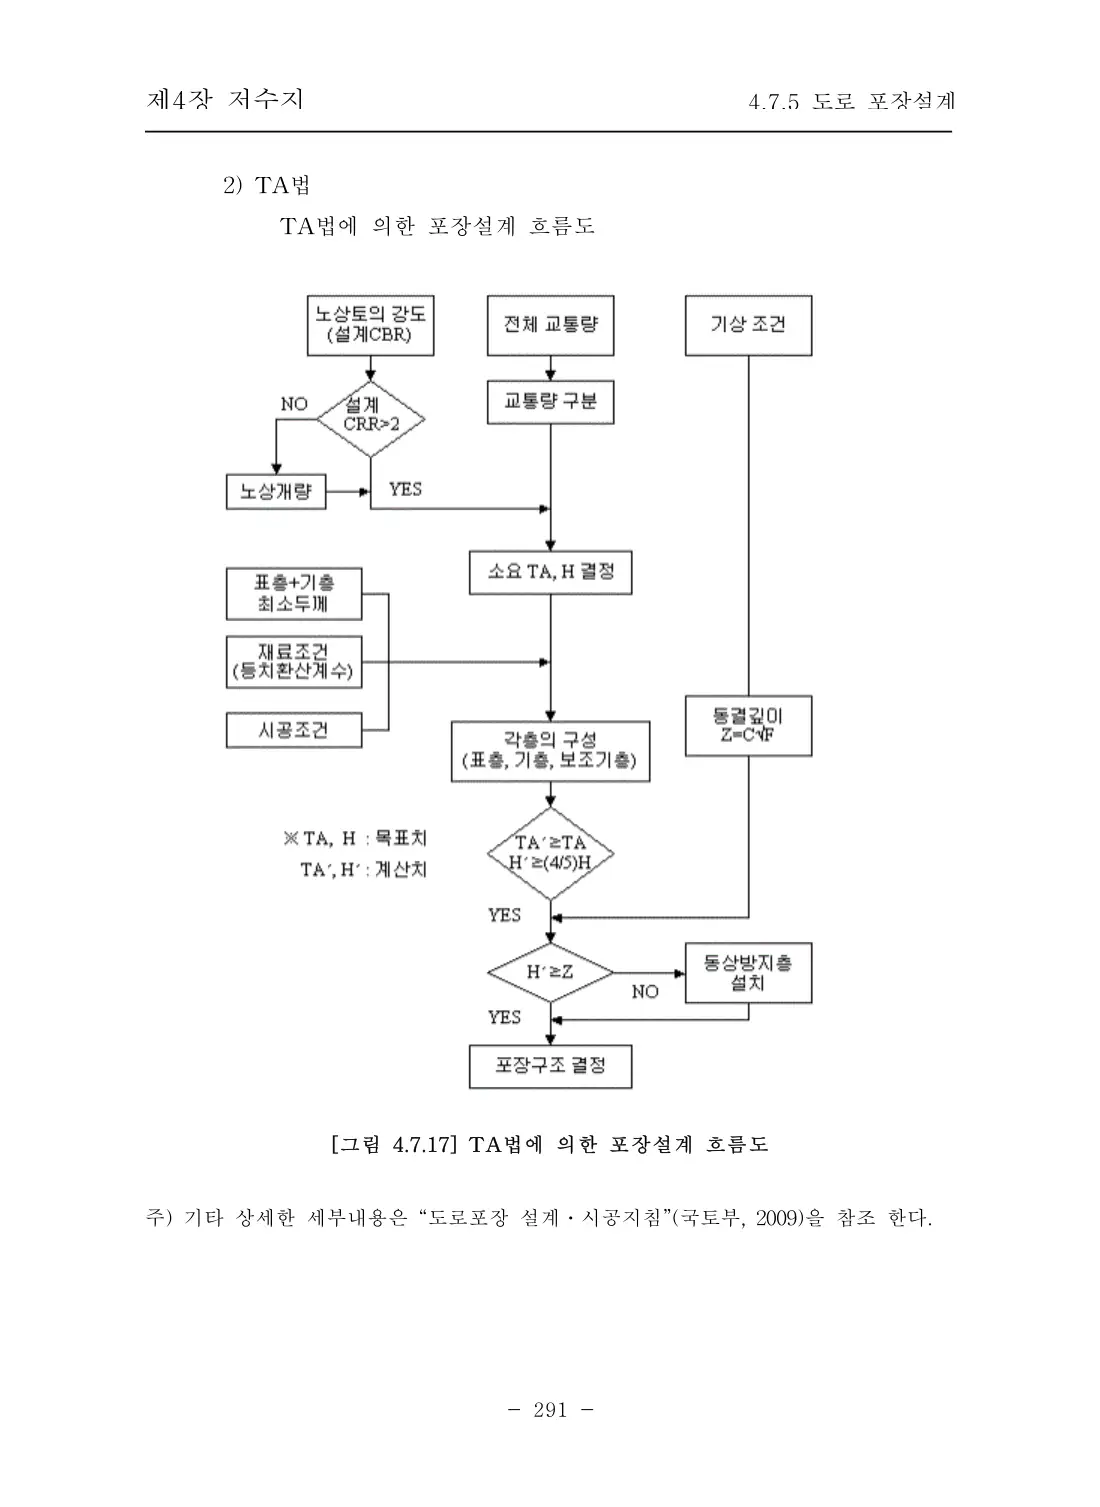 제4장 저수지
4.7.5 도로 포장설계
2) TA법
TA법에 의한 포장설계 흐름도
노상토의 강도
(설계CBR)
전체 교통량
기상 조건
교통량 구분
NO
설계
CRR>2
노상개량
YES
소요 TA, H 결정
표층+기층
최소두께
재료조건
(등치환산계수)
시공조건
동결깊이
Z=C√F
각층의 구성
(표층, 기층, 보조기층)
※ TA, H : 목표치
TA′, H′ : 계산치
TA′≥TA
H′≥(4/5)H
YES
H′≥Z
NO
동상방지층
설치
YES
포장구조 결정
[그림 4.7.17] TA법에 의한 포장설계 흐름도
주) 기타 상세한 세부내용은 “도로포장 설계・시공지침”(국토부, 2009)을 참조 한다.
- 291 -